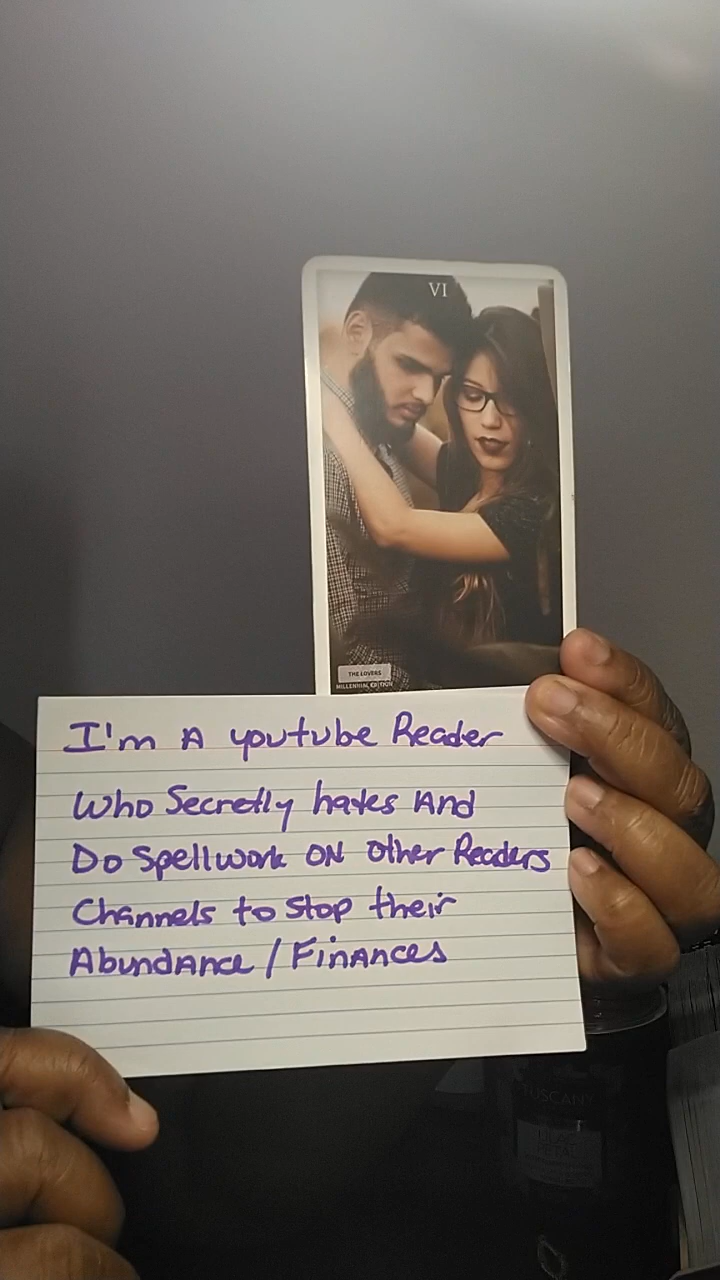 VI
THE LOVERS
MILLENNIAL EDITION
I'm A youtube Reader
Who Secretly hates And
Do Spellwork ON other Readers
Channels to Stop their
AbundAnce / FinAnces
TUSCANY